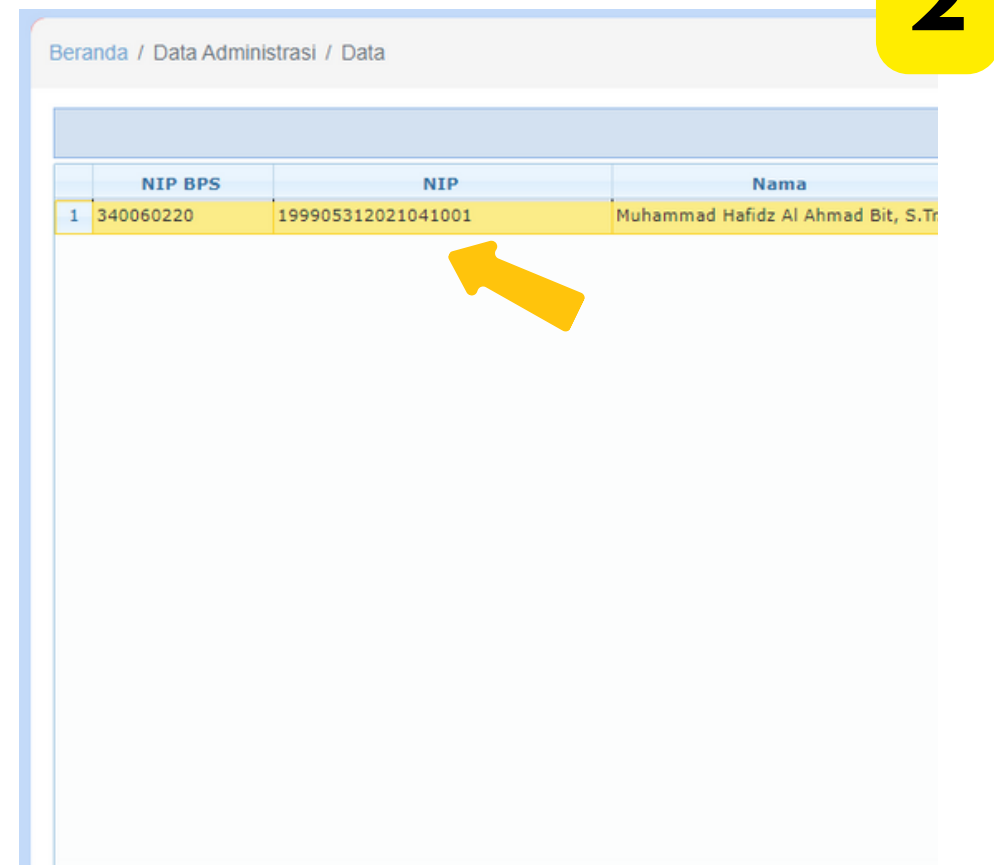 2
Beranda / Data Administrasi / Data
NIP BPS NIP Nama
1 340060220 199905312021041001 Muhammad Hafidz Al Ahmad Bit, S.Tr